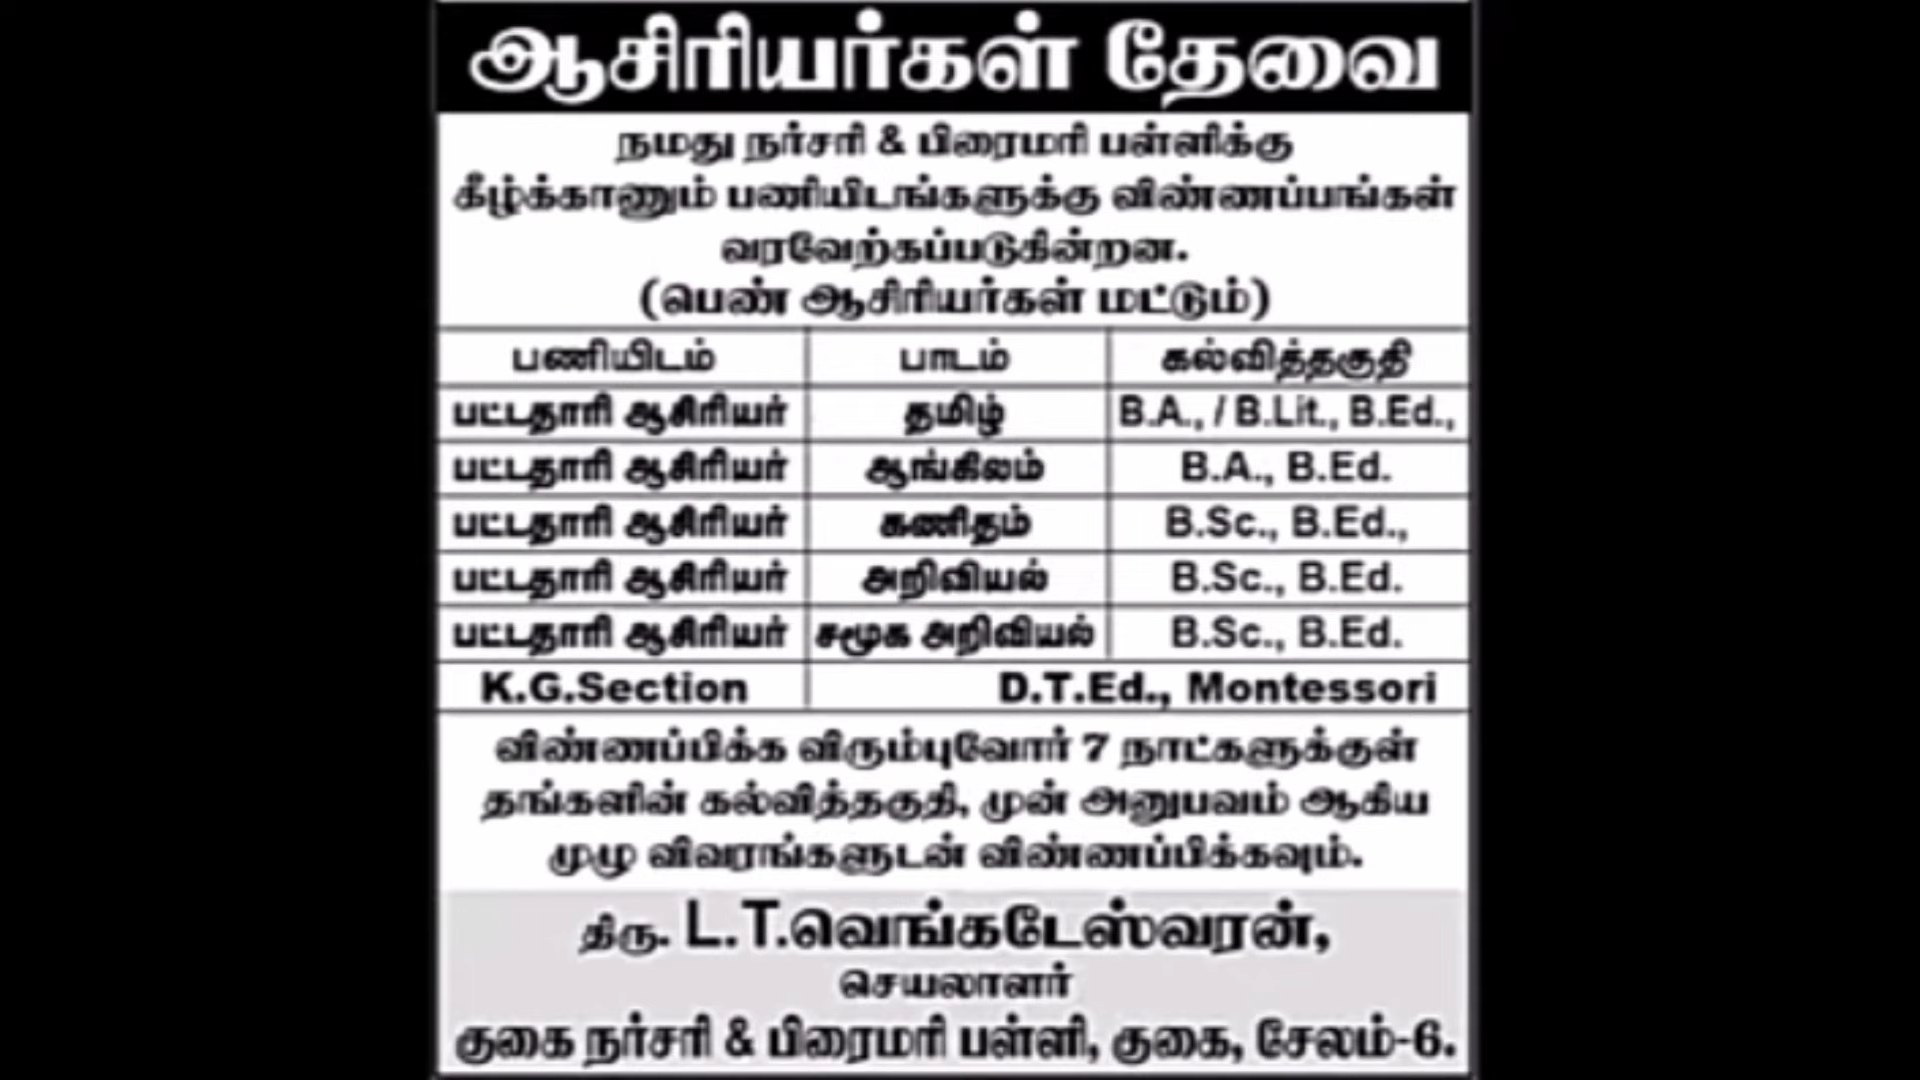 ஆசிரியர்கள் தேவை
நமது நர்சரி & பிரைமரி பள்ளிக்கு
கீழ்க்காணும் பணியிடங்களுக்கு விண்ணப்பங்கள்
வரவேற்கப்படுகின்றன.
(பெண் ஆசிரியர்கள் மட்டும்)
பணியிடம் பாடம் கல்வித்தகுதி
பட்டதாரி ஆசிரியர் தமிழ் B.A., / B.Lit., B.Ed.,
பட்டதாரி ஆசிரியர் ஆங்கிலம் B.A., B.Ed.
பட்டதாரி ஆசிரியர் கணிதம் B.Sc., B.Ed.,
பட்டதாரி ஆசிரியர் அறிவியல் B.Sc., B.Ed.
பட்டதாரி ஆசிரியர் சமூக அறிவியல் B.Sc., B.Ed.
K.G.Section D.T.Ed., Montessori
விண்ணப்பிக்க விரும்புவோர் 7 நாட்களுக்குள்
தங்களின் கல்வித்தகுதி, முன் அனுபவம் ஆகிய
முழு விவரங்களுடன் விண்ணப்பிக்கவும்.
திரு. L.T.வெங்கடேஸ்வரன்,
செயலாளர்
குகை நர்சரி & பிரைமரி பள்ளி, குகை, சேலம்-6.